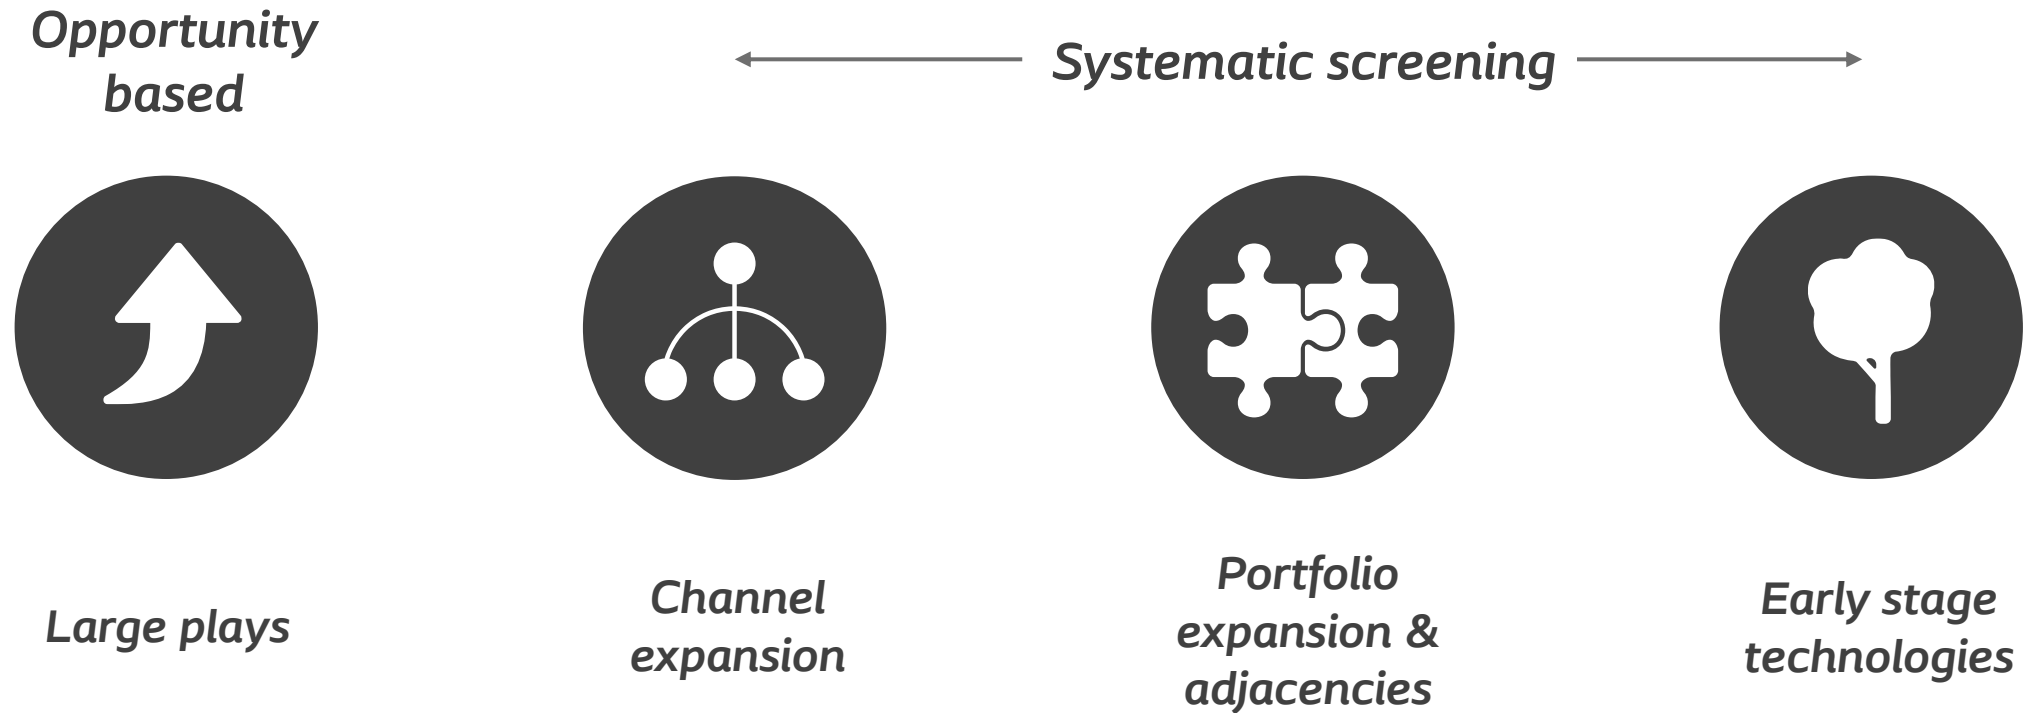 Opportunity
based
Systematic screening
Large plays
Channel
expansion
Portfolio
expansion &
adjacencies
Early stage
technologies